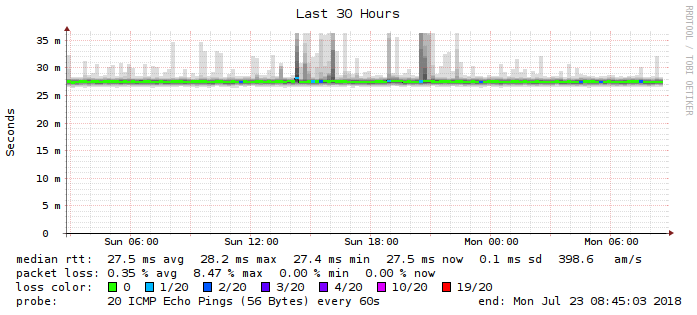 Last 30 Hours
RRDTOOL / TOBI OETIKER
Seconds
35 m
30 m
25 m
20 m
15 m
10 m
5 m
0
Sun 06:00 Sun 12:00 Sun 18:00 Mon 00:00 Mon 06:00
median rtt: 27.5 ms avg 28.2 ms max 27.4 ms min 27.5 ms now 0.1 ms sd 398.6 am/s
packet loss: 0.35 % avg 8.47 % max 0.00 % min 0.00 % now
loss color: 0 1/20 2/20 3/20 4/20 10/20 19/20
probe: 20 ICMP Echo Pings (56 Bytes) every 60s end: Mon Jul 23 08:45:03 2018